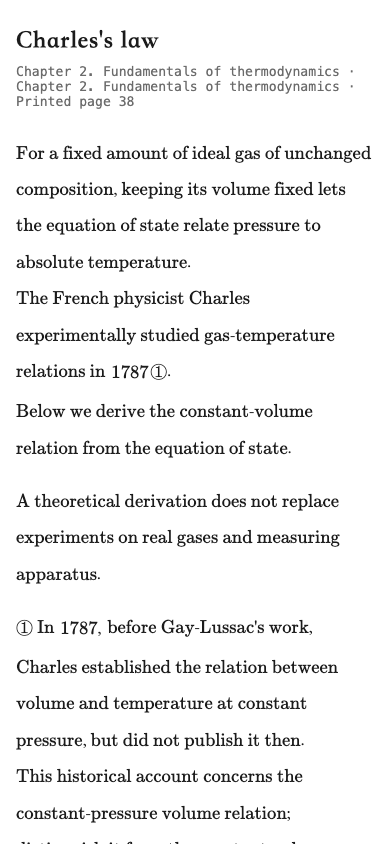 Charles's law
Chapter 2. Fundamentals of thermodynamics ·
Chapter 2. Fundamentals of thermodynamics ·
Printed page 38
For a fixed amount of ideal gas of unchanged
composition, keeping its volume fixed lets
the equation of state relate pressure to
absolute temperature.
The French physicist Charles
experimentally studied gas-temperature
relations in 1787①.
Below we derive the constant-volume
relation from the equation of state.
A theoretical derivation does not replace
experiments on real gases and measuring
apparatus.
① In 1787, before Gay-Lussac's work,
Charles established the relation between
volume and temperature at constant
pressure, but did not publish it then.
This historical account concerns the
constant-pressure volume relation;